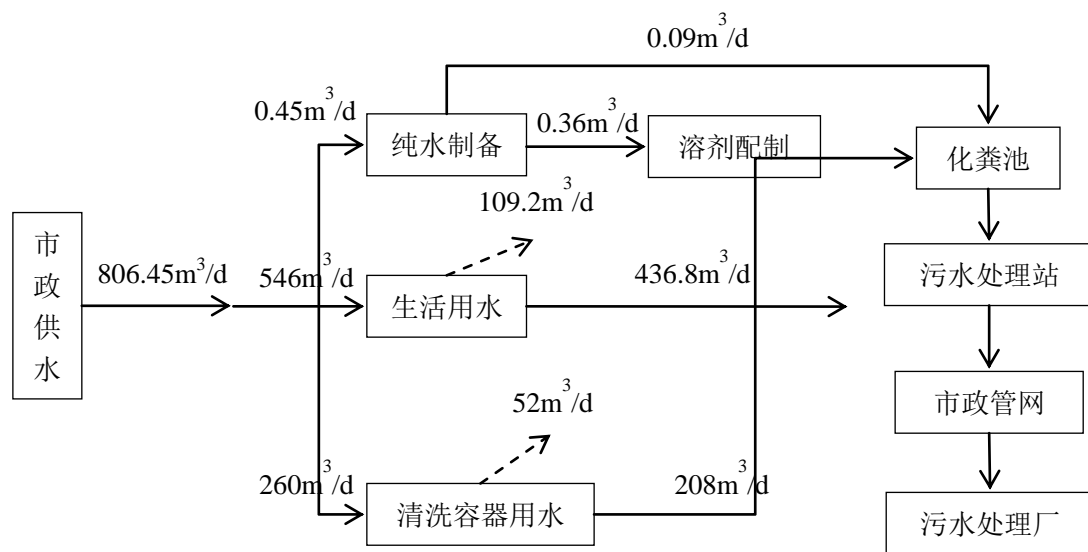 0.09m³/d
0.45m³/d
纯水制备
0.36m³/d
溶剂配制
化粪池
109.2m³/d
市政供水
806.45m³/d
546m³/d
生活用水
436.8m³/d
污水处理站
52m³/d
市政管网
260m³/d
清洗容器用水
208m³/d
污水处理厂